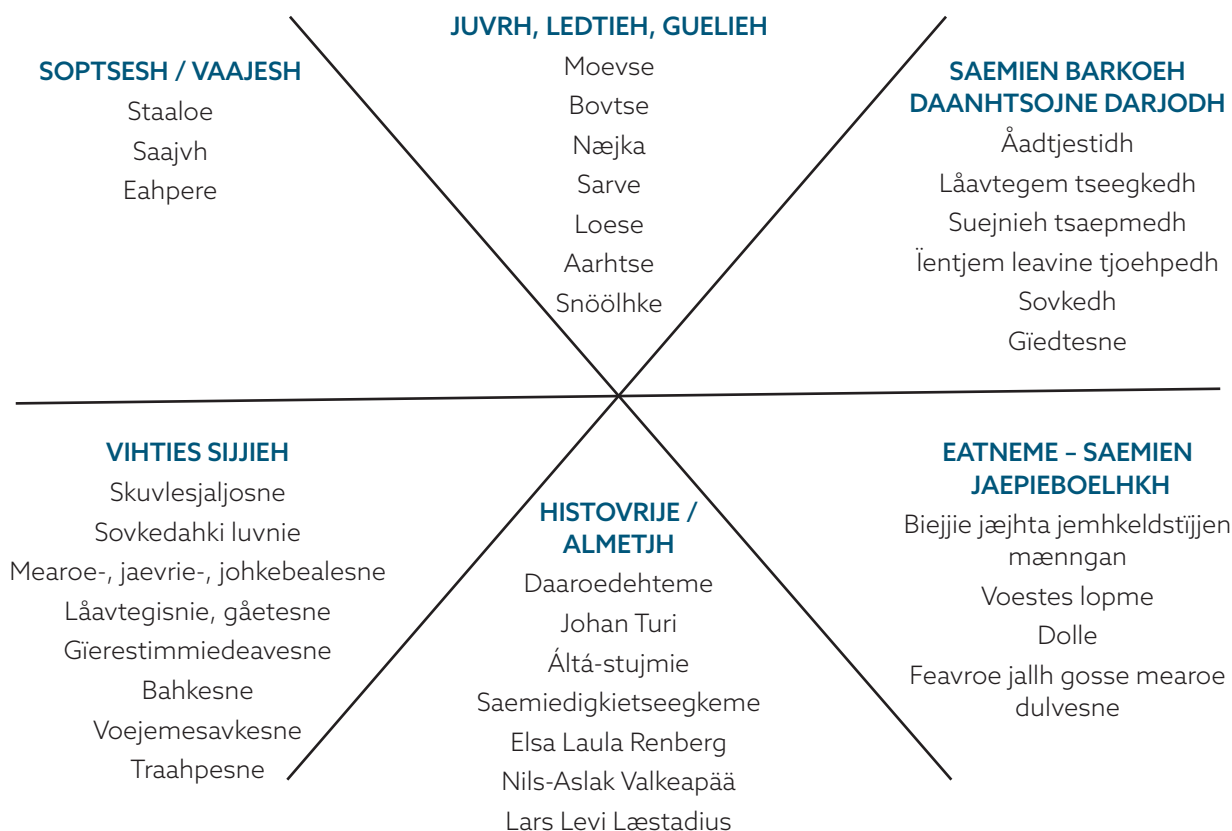 SOPTSESH / VAAJESH
Staaloe
Saajvh
Eahpere
JUVRH, LEDTIEH, GUELIEH
Moevse
Bovtse
Næjka
Sarve
Loese
Aarhtse
Snöölhke
SAEMIEN BARKOEH
DAANHTSOJNE DARJODH
Åadtjestidh
Låavtegem tseegkedh
Suejnieh tsaepmedh
Ïentjem leavine tjoehpedh
Sovkedh
Gïedtesne
VIHTIES SIJJIEH
Skuvlesjaljosne
Sovkedahki luvnie
Mearoe-, jaevrie-, johkebealesne
Låavtegisnie, gåetesne
Gïerestimmiedeavesne
Bahkesne
Voejemesavkesne
Traahpesne
HISTOVRIJE /
ALMETJH
Daaroedehteme
Johan Turi
Áltá-stujmie
Saemiedigkietseegkeme
Elsa Laula Renberg
Nils-Aslak Valkeapää
Lars Levi Læstadius
EATNEME – SAEMIEN
JAEPIEBOELHKH
Biejjie jæjhta jemhkeldstïjjen
mænngan
Voestes lopme
Dolle
Feavroe jallh gosse mearoe
dulvesne